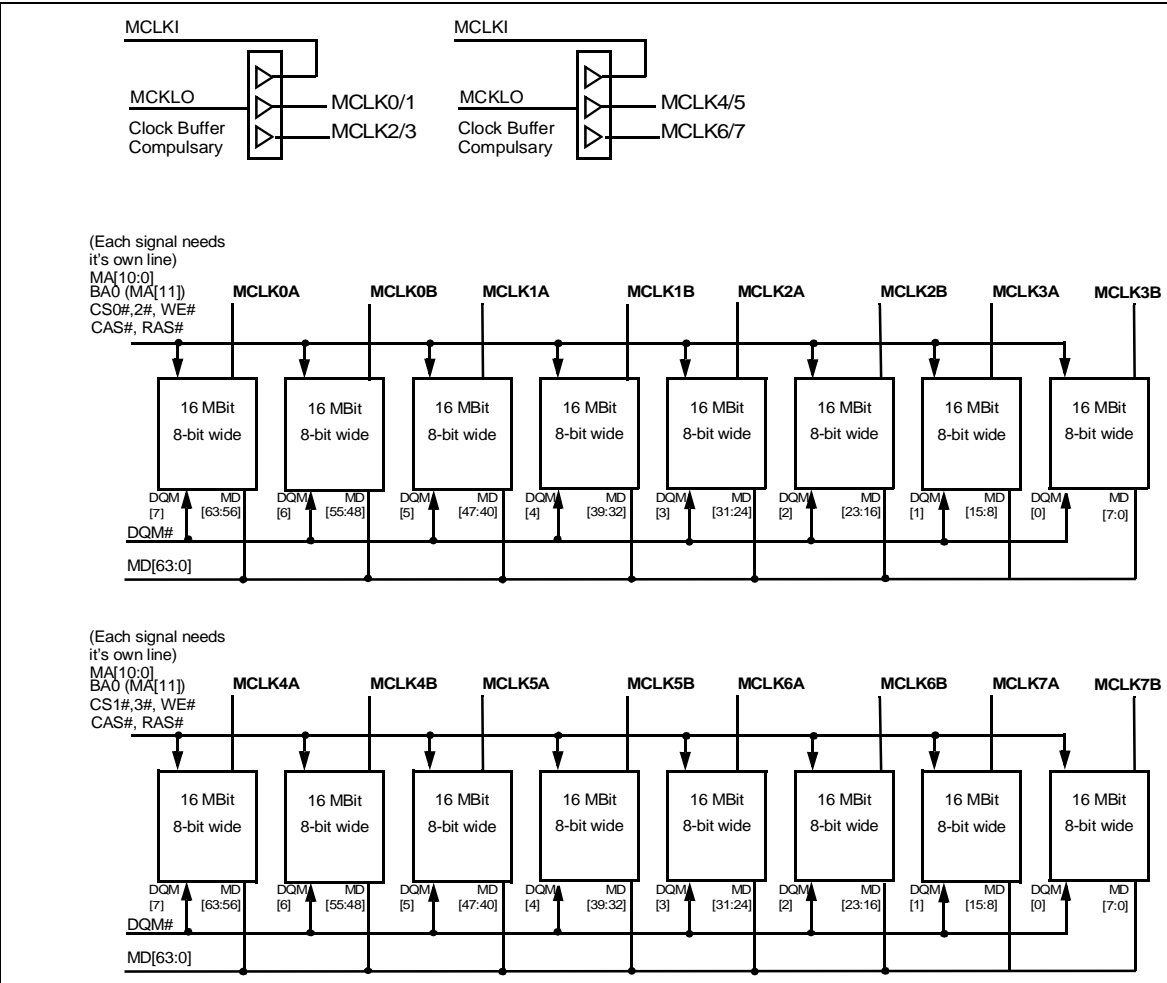 MCLKI
MCKLO
Clock Buffer
Compulsary
MCLK0/1
MCLK2/3
MCLKI
MCKLO
Clock Buffer
Compulsary
MCLK4/5
MCLK6/7
(Each signal needs
it's own line)
MA[10:0]
BA0 (MA[11])
CS0#,2#, WE#
CAS#, RAS#
MCLK0A MCLK0B MCLK1A MCLK1B MCLK2A MCLK2B MCLK3A MCLK3B
16 MBit 16 MBit 16 MBit 16 MBit 16 MBit 16 MBit 16 MBit 16 MBit
8-bit wide 8-bit wide 8-bit wide 8-bit wide 8-bit wide 8-bit wide 8-bit wide 8-bit wide
DQM MD DQM MD DQM MD DQM MD DQM MD DQM MD DQM MD DQM MD
[7] [63:56] [6] [55:48] [5] [47:40] [4] [39:32] [3] [31:24] [2] [23:16] [1] [15:8] [0] [7:0]
DQM#
MD[63:0]
(Each signal needs
it's own line)
MA[10:0]
BA0 (MA[11])
CS1#,3#, WE#
CAS#, RAS#
MCLK4A MCLK4B MCLK5A MCLK5B MCLK6A MCLK6B MCLK7A MCLK7B
16 MBit 16 MBit 16 MBit 16 MBit 16 MBit 16 MBit 16 MBit 16 MBit
8-bit wide 8-bit wide 8-bit wide 8-bit wide 8-bit wide 8-bit wide 8-bit wide 8-bit wide
DQM MD DQM MD DQM MD DQM MD DQM MD DQM MD DQM MD DQM MD
[7] [63:56] [6] [55:48] [5] [47:40] [4] [39:32] [3] [31:24] [2] [23:16] [1] [15:8] [0] [7:0]
DQM#
MD[63:0]